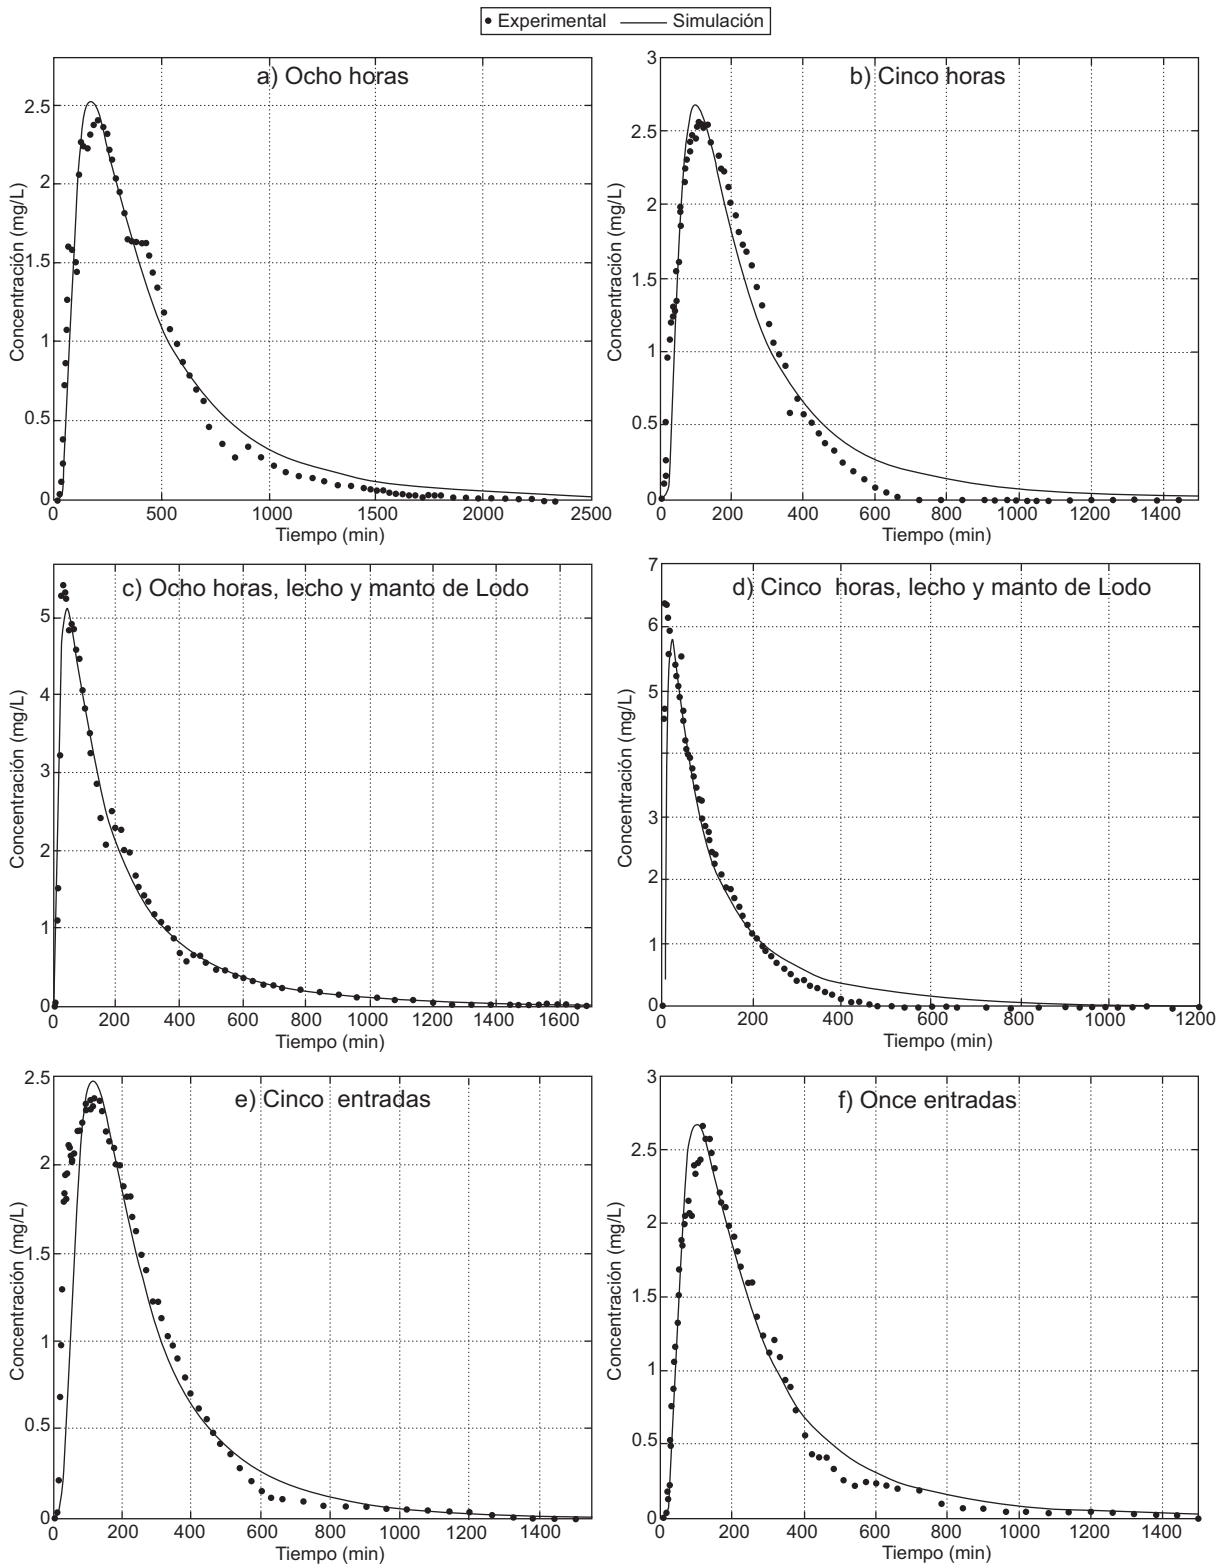 Experimental Simulación
a) Ocho horas
Concentración (mg/L)
2.5
2
1.5
1
0.5
0
0 500 1000 1500 2000 2500
Tiempo (min)
b) Cinco horas
Concentración (mg/L)
3
2.5
2
1.5
1
0.5
0
0 200 400 600 800 1000 1200 1400
Tiempo (min)
c) Ocho horas, lecho y manto de Lodo
Concentración (mg/L)
5
4
3
2
1
0
0 200 400 600 800 1000 1200 1400 1600
Tiempo (min)
d) Cinco horas, lecho y manto de Lodo
Concentración (mg/L)
7
6
5
3
2
1
0
0 200 400 600 800 1000 1200
Tiempo (min)
e) Cinco entradas
Concentración (mg/L)
2.5
2
1.5
1
0.5
0
0 200 400 600 800 1000 1200 1400
Tiempo (min)
f) Once entradas
Concentración (mg/L)
3
2.5
2
1.5
1
0.5
0
0 200 400 600 800 1000 1200 1400
Tiempo (min)